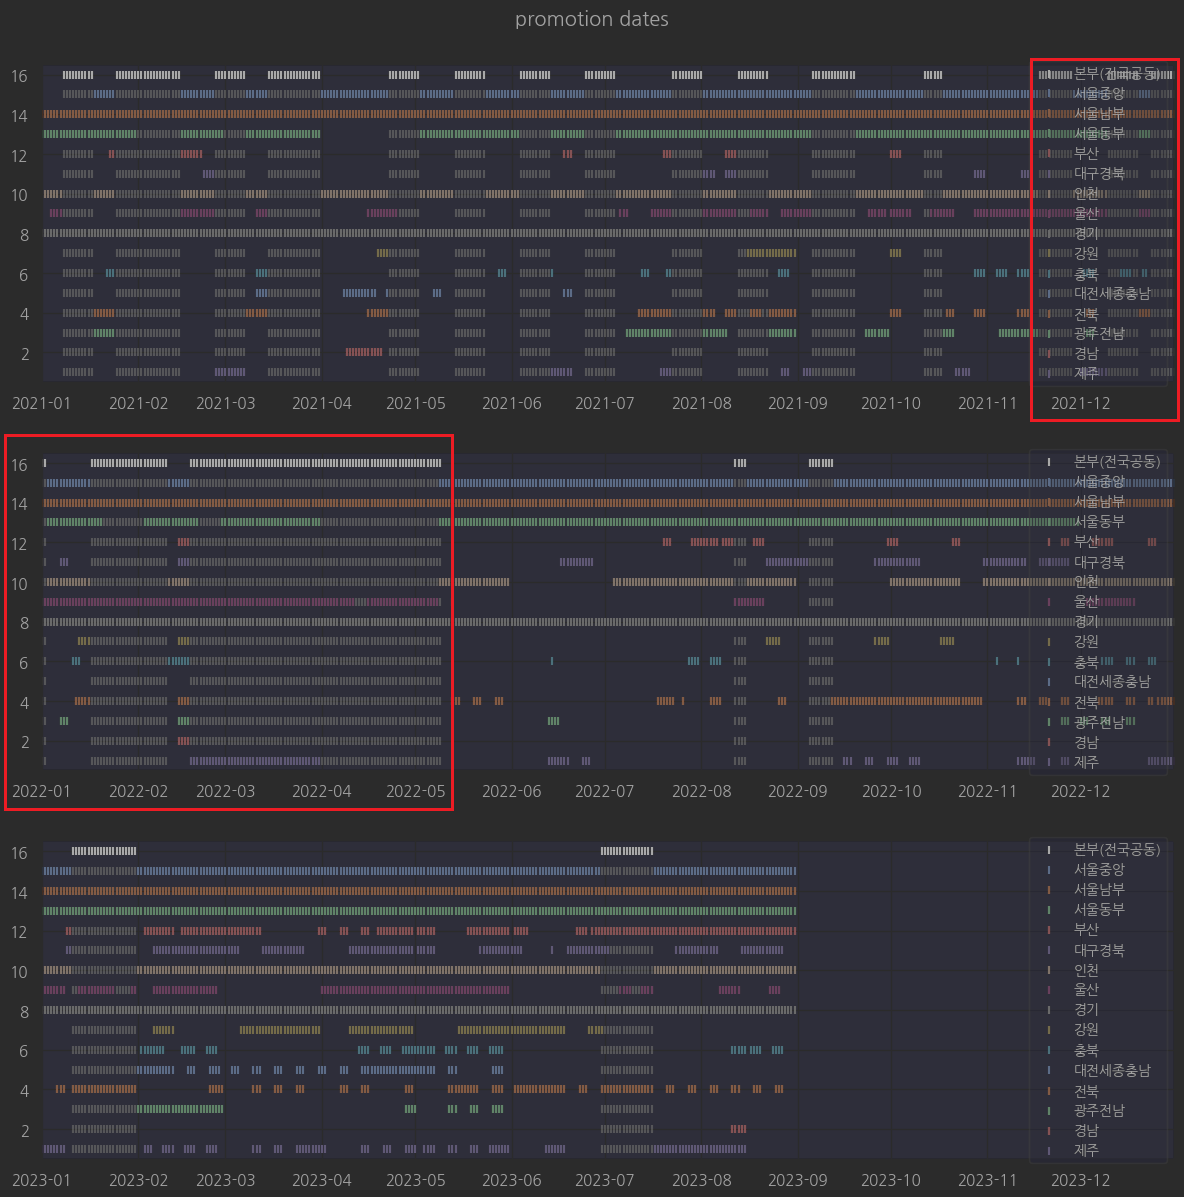 promotion dates
16
14
12
10
8
6
4
2
본부(전국공동)
서울중앙
서울남부
서울동부
부산
대구경북
인천
울산
경기
강원
충북
대전세종충남
전북
광주전남
경남
제주
2021-01 2021-02 2021-03 2021-04 2021-05 2021-06 2021-07 2021-08 2021-09 2021-10 2021-11 2021-12
16
14
12
10
8
6
4
2
본부(전국공동)
서울중앙
서울남부
서울동부
부산
대구경북
인천
울산
경기
강원
충북
대전세종충남
전북
광주전남
경남
제주
2022-01 2022-02 2022-03 2022-04 2022-05 2022-06 2022-07 2022-08 2022-09 2022-10 2022-11 2022-12
16
14
12
10
8
6
4
2
본부(전국공동)
서울중앙
서울남부
서울동부
부산
대구경북
인천
울산
경기
강원
충북
대전세종충남
전북
광주전남
경남
제주
2023-01 2023-02 2023-03 2023-04 2023-05 2023-06 2023-07 2023-08 2023-09 2023-10 2023-11 2023-12